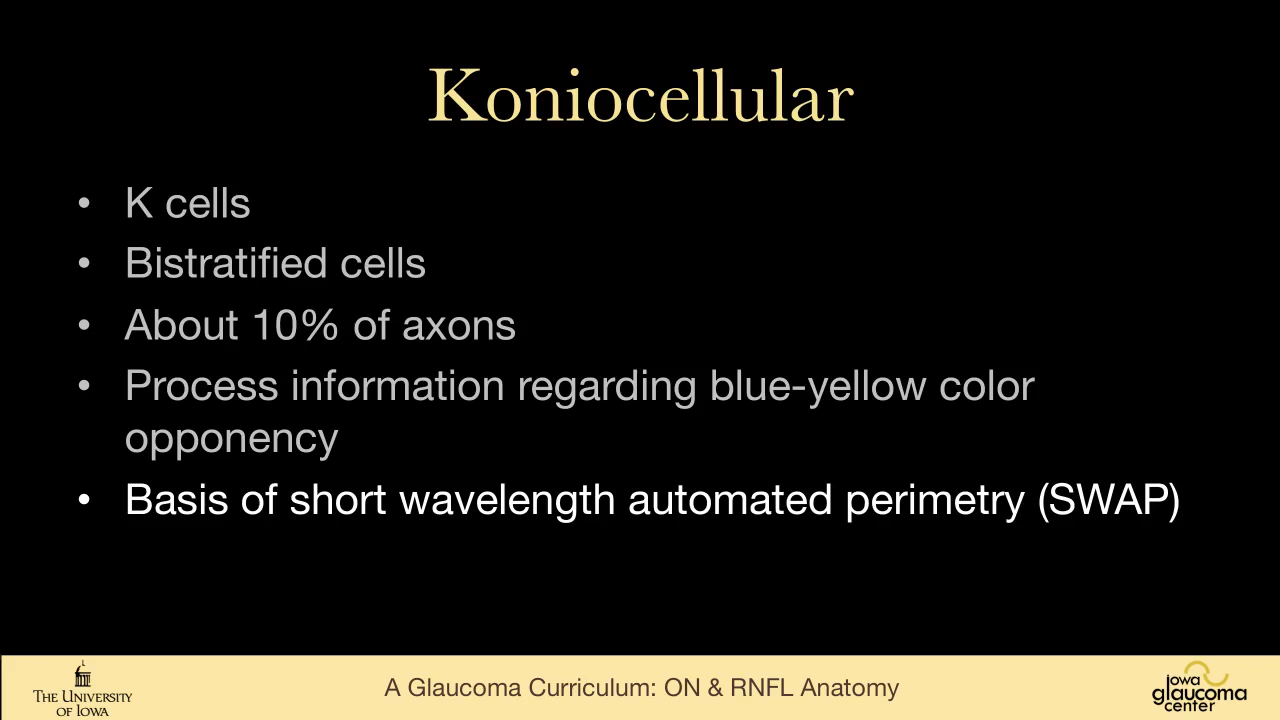 Koniocellular
• K cells
• Bistratified cells
• About 10% of axons
• Process information regarding blue-yellow color
opponency
• Basis of short wavelength automated perimetry (SWAP)
THE UNIVERSITY
OF IOWA
A Glaucoma Curriculum: ON & RNFL Anatomy
iowa
glaucoma
center